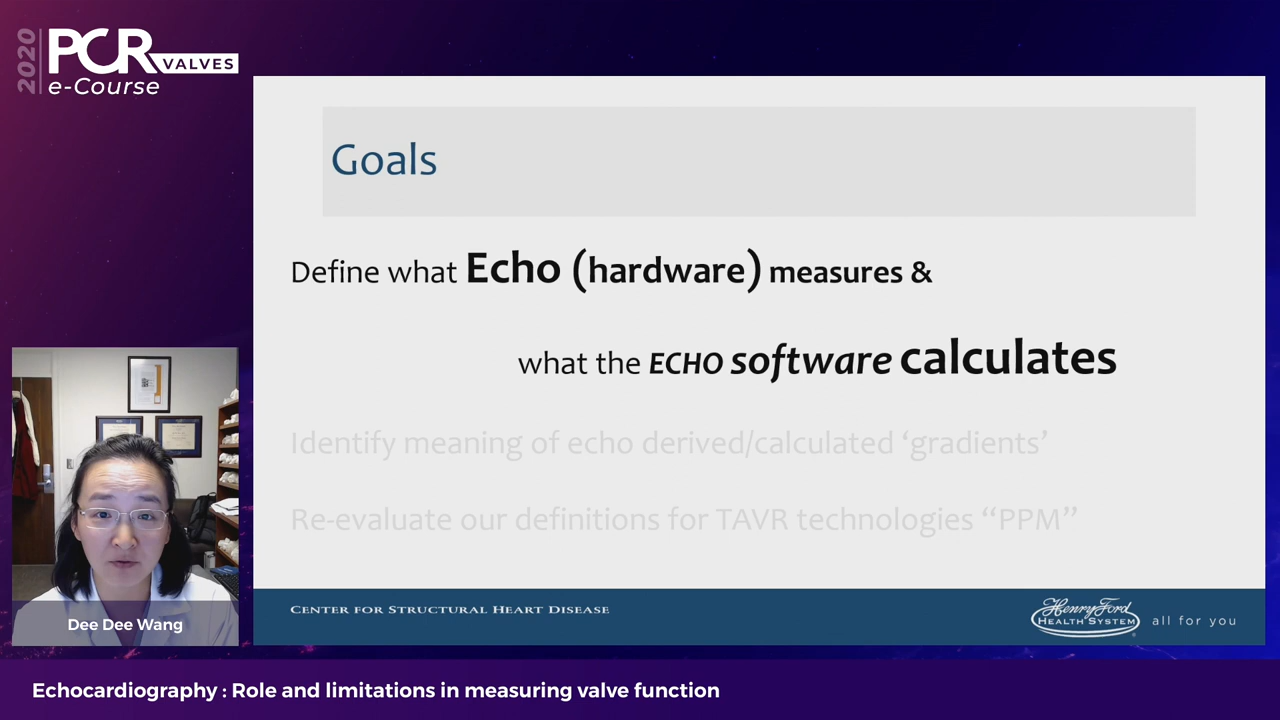 2020
PCR VALVES
e-Course
Goals
Define what Echo (hardware) measures &
what the ECHO software calculates
Identify meaning of echo derived/calculated ‘gradients’
Re-evaluate our definitions for TAVR technologies “PPM”
CENTER FOR STRUCTURAL HEART DISEASE
Henry Ford
HEALTH SYSTEM®
all for you
Dee Dee Wang
Echocardiography : Role and limitations in measuring valve function